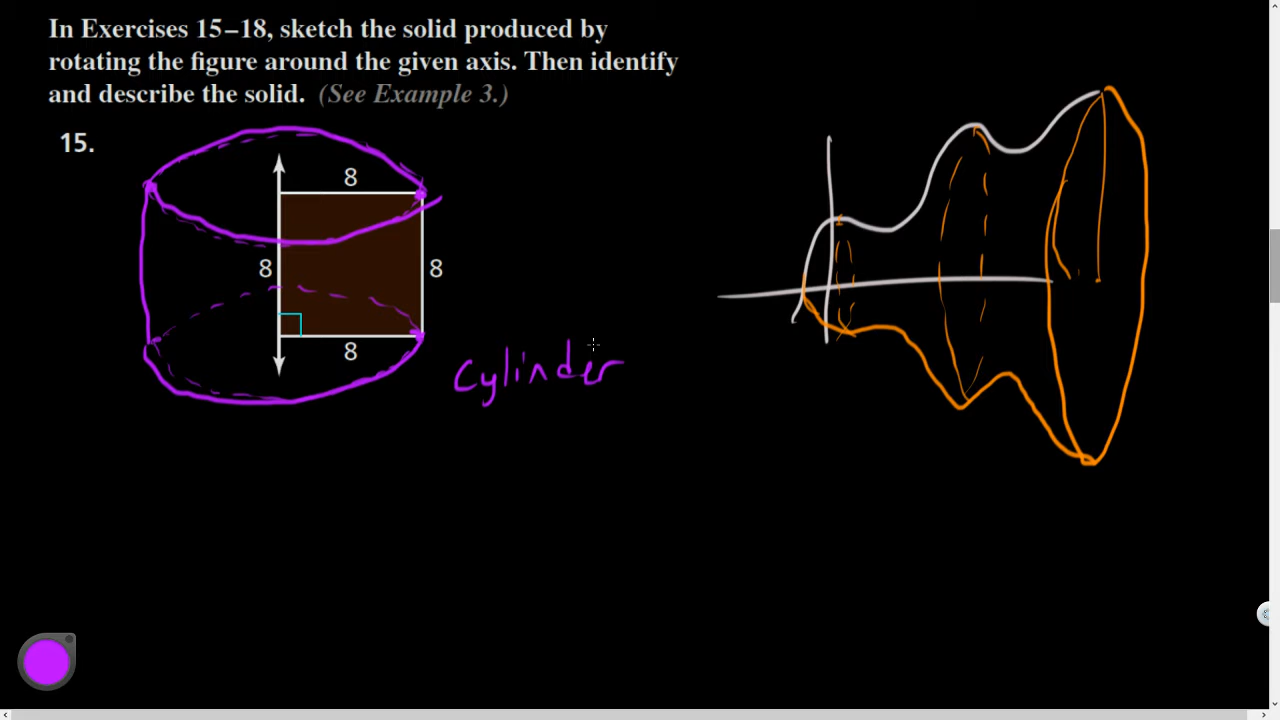 In Exercises 15–18, sketch the solid produced by
rotating the figure around the given axis. Then identify
and describe the solid. (See Example 3.)
15.
8
8
8
8
Cylinder